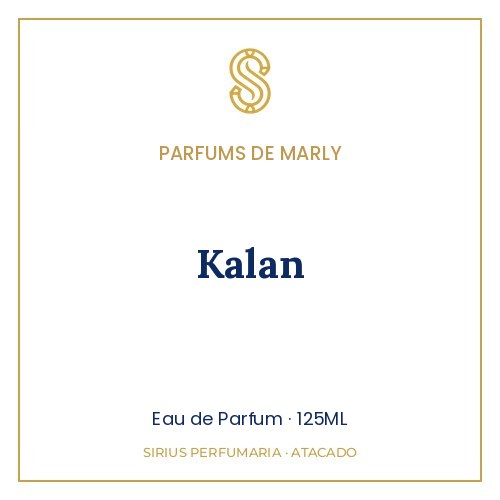 PARFUMS DE MARLY
Kalan
Eau de Parfum · 125ML
SIRIUS PERFUMARIA · ATACADO